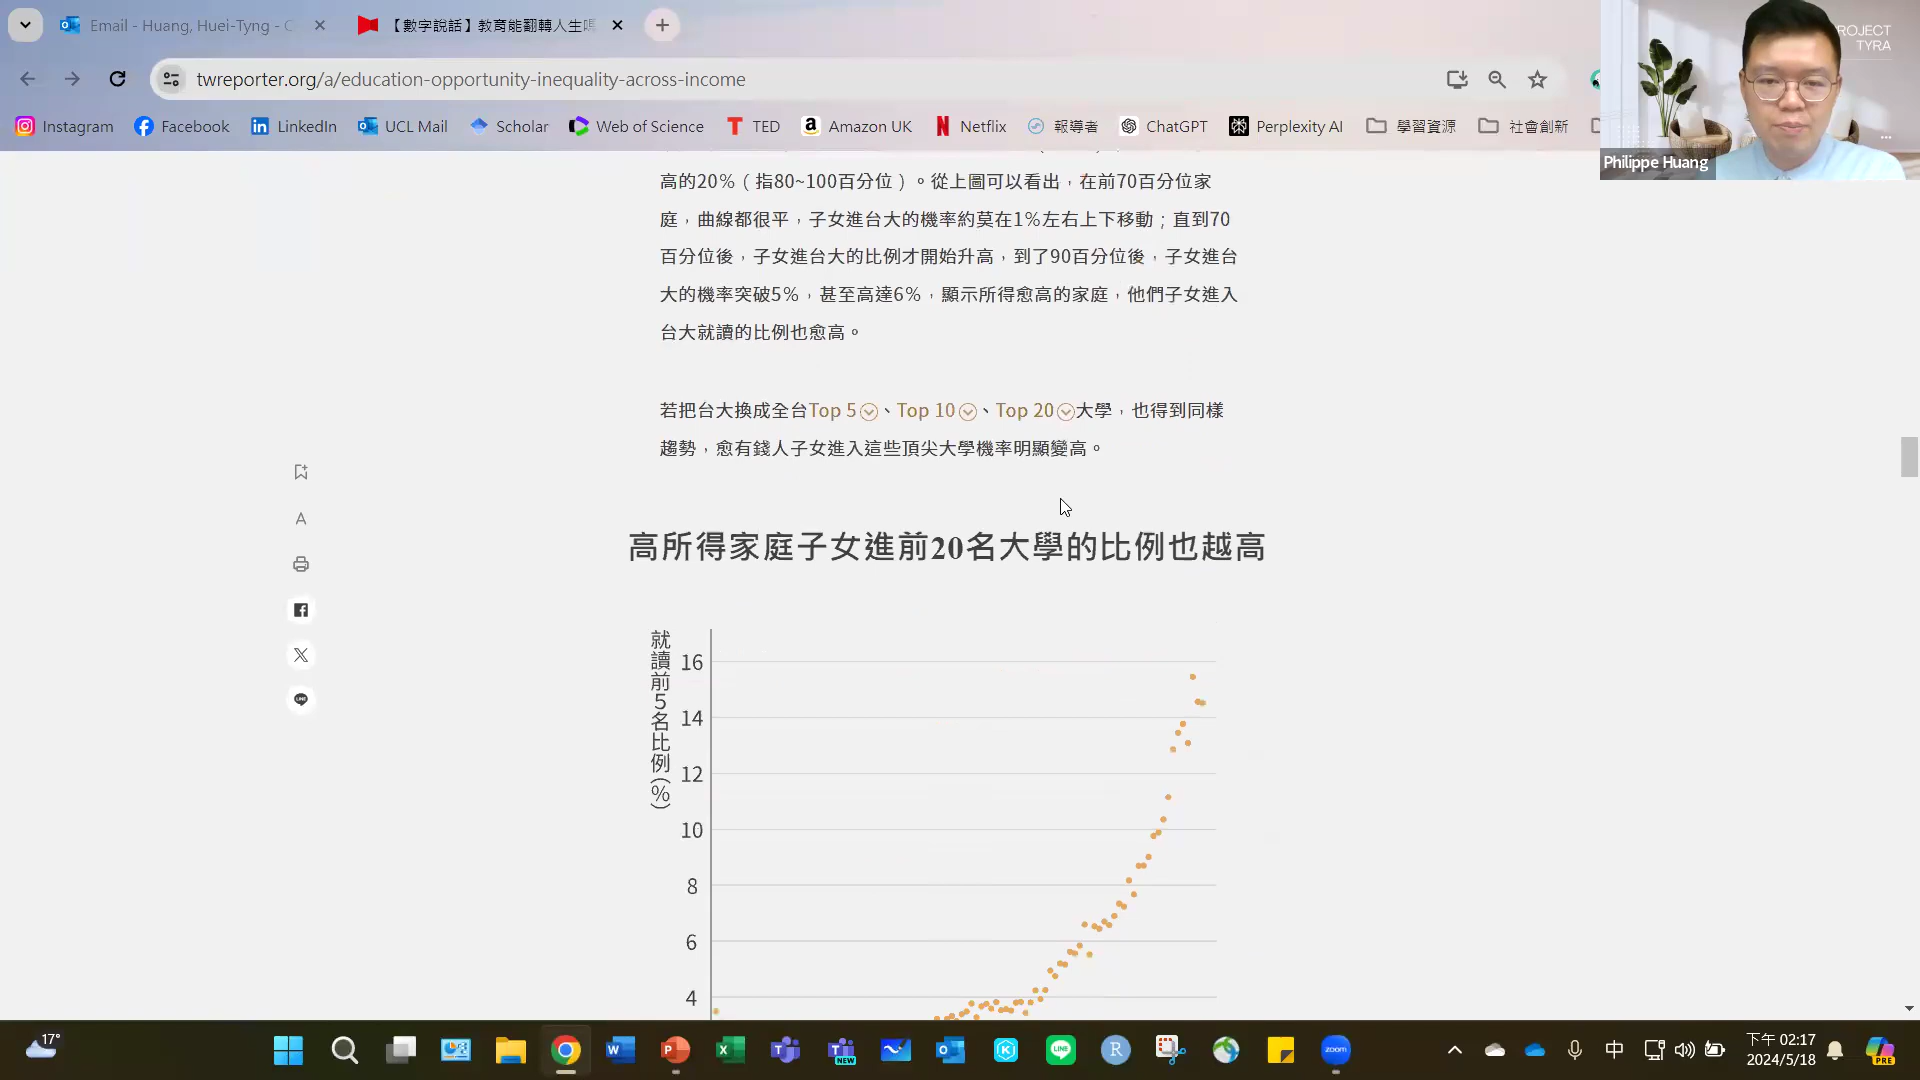 Email - Huang, Huei-Tyng -
【數字說話】教育能翻轉人生嗎
PROJECT
TYRA
twreporter.org/a/education-opportunity-inequality-across-income
Instagram
Facebook
LinkedIn
UCL Mail
Scholar
Web of Science
TED
Amazon UK
Netflix
報導者
ChatGPT
Perplexity AI
學習資源
社會創新
Philippe Huang
高的20%（指80~100百分位）。從上圖可以看出，在前70百分位家
庭，曲線都很平，子女進台大的機率約莫在1%左右上下移動；直到70
百分位後，子女進台大的比例才開始升高，到了90百分位後，子女進台
大的機率突破5%，甚至高達6%，顯示所得愈高的家庭，他們子女進入
台大就讀的比例也愈高。
若把台大換成全台Top 5、Top 10、Top 20大學，也得到同樣
趨勢，愈有錢人子女進入這些頂尖大學機率明顯變高。
高所得家庭子女進前20名大學的比例也越高
就讀前5名比例(%)
16
14
12
10
8
6
4
A
17°
NEW
zoom
中
下午 02:17
2024/5/18
PRE